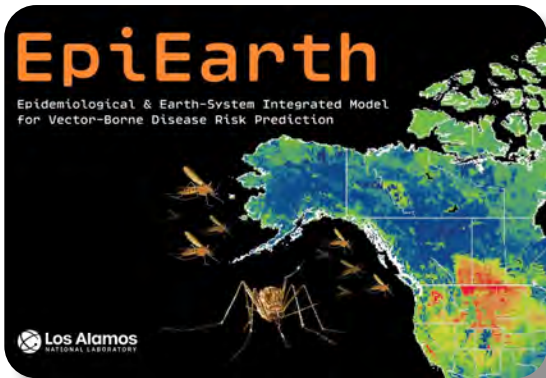 EpiEarth
Epidemiological & Earth-System Integrated Model
for Vector-Borne Disease Risk Prediction
Los Alamos
NATIONAL LABORATORY